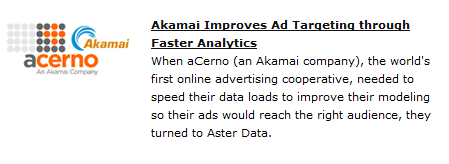 Akamai
acerno
An Akamai Company
Akamai Improves Ad Targeting through
Faster Analytics
When aCerno (an Akamai company), the world's
first online advertising cooperative, needed to
speed their data loads to improve their modeling
so their ads would reach the right audience, they
turned to Aster Data.